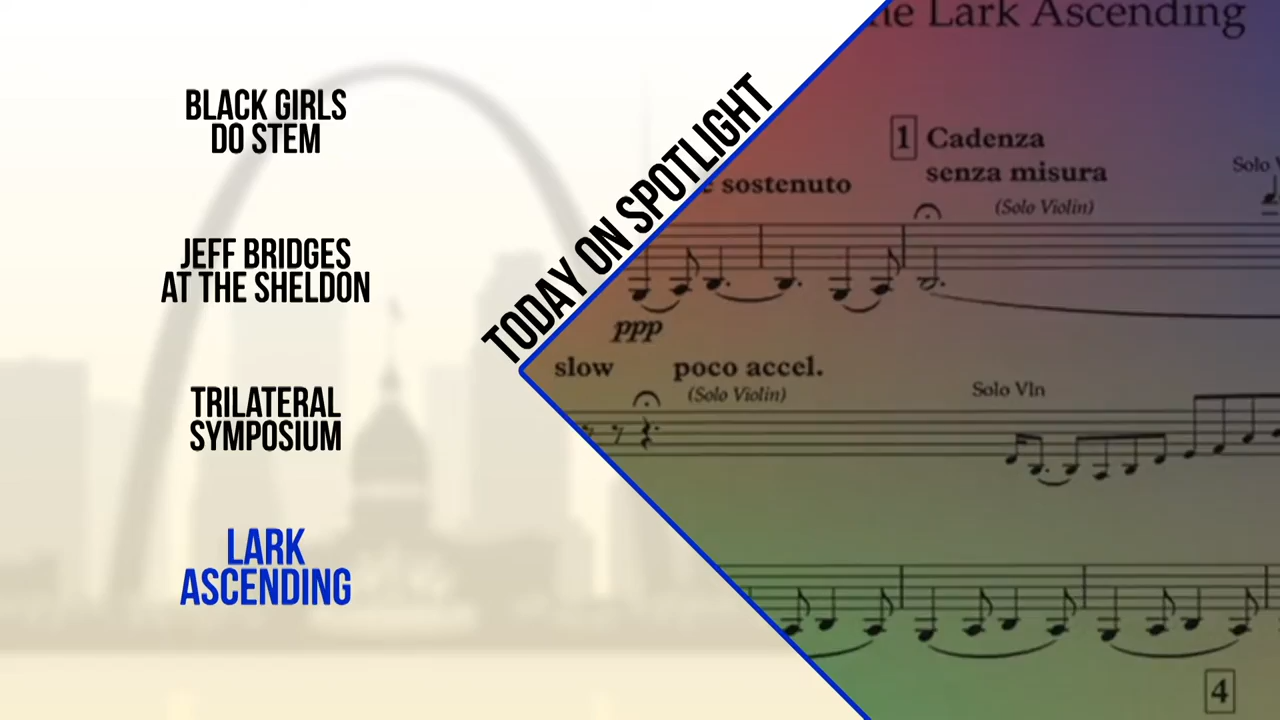 BLACK GIRLS
DO STEM
JEFF BRIDGES
AT THE SHELDON
TRILATERAL
SYMPOSIUM
LARK
ASCENDING
TODAY ON SPOTLIGHT
Lark Ascending
1 Cadenza
senza misura
(Solo Violin)
Solo
sostenuto
ppp
slow poco accel.
(Solo Violin)
Solo Vln
4